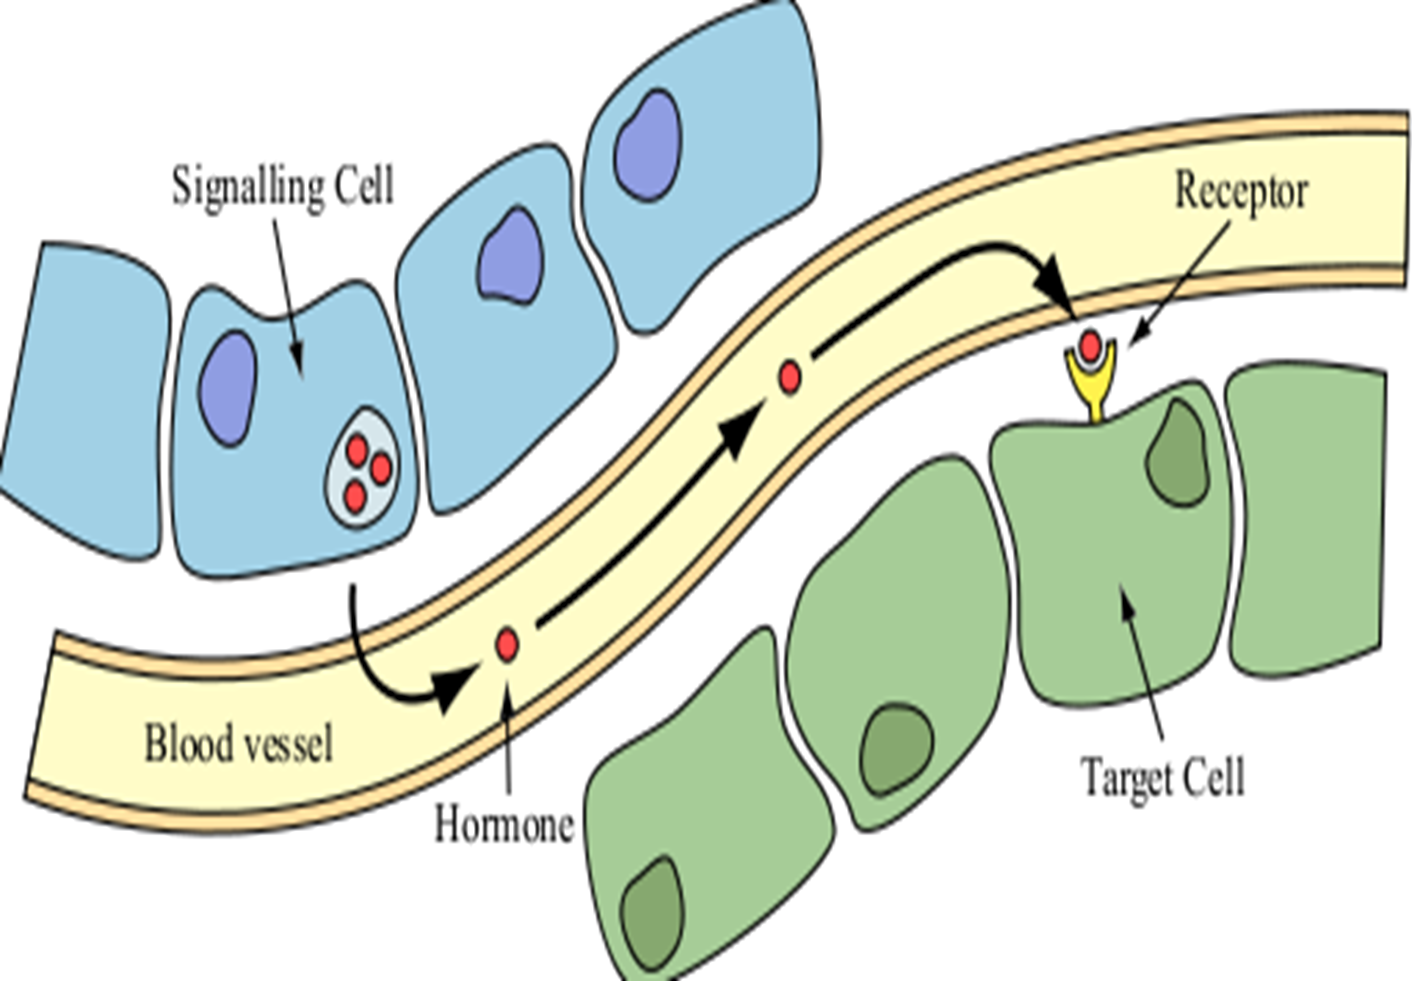 Signalling Cell
Receptor
Blood vessel
Hormone
Target Cell